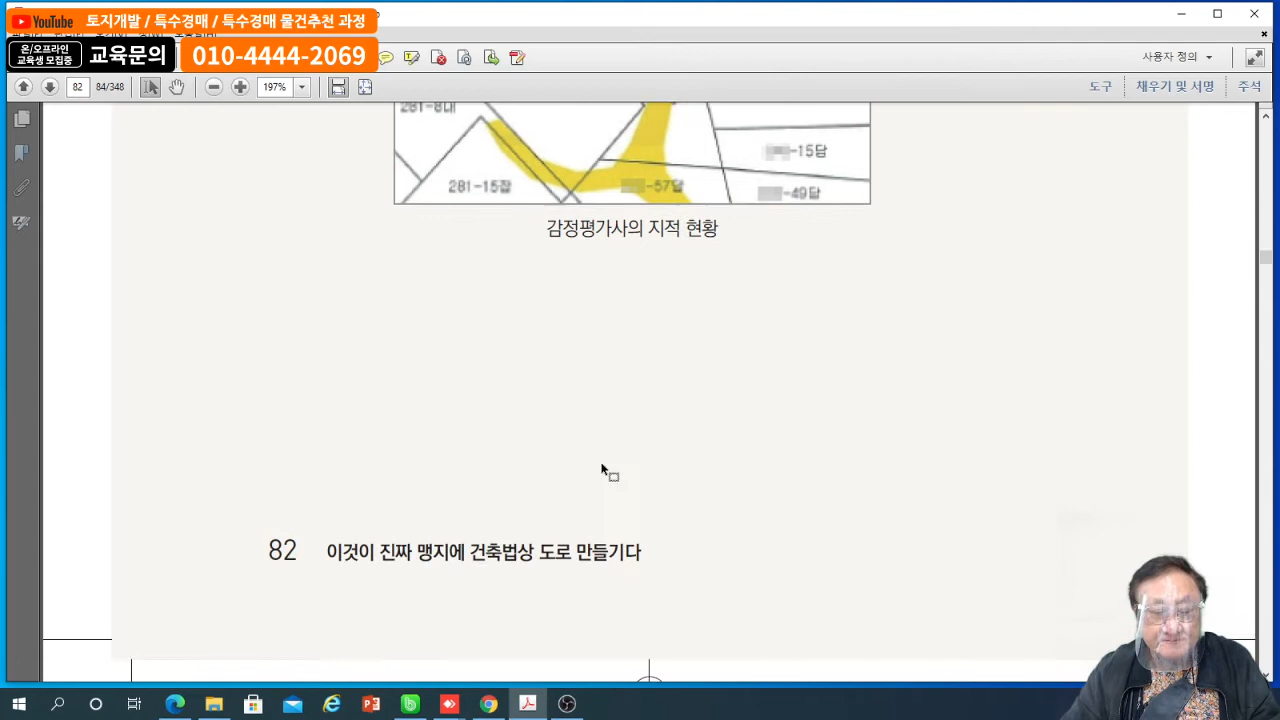 YouTube 토지개발 / 특수경매 / 특수경매 물건추천 과정
온/오프라인
교육생 모집중
교육문의
010-4444-2069
사용자 정의
82
84/348
197%
도구
채우기 및 서명
주석
281-8대
-15답
281-15잡
-57답
-49답
감정평가사의 지적 현황
82 이것이 진짜 맹지에 건축법상 도로 만들기다